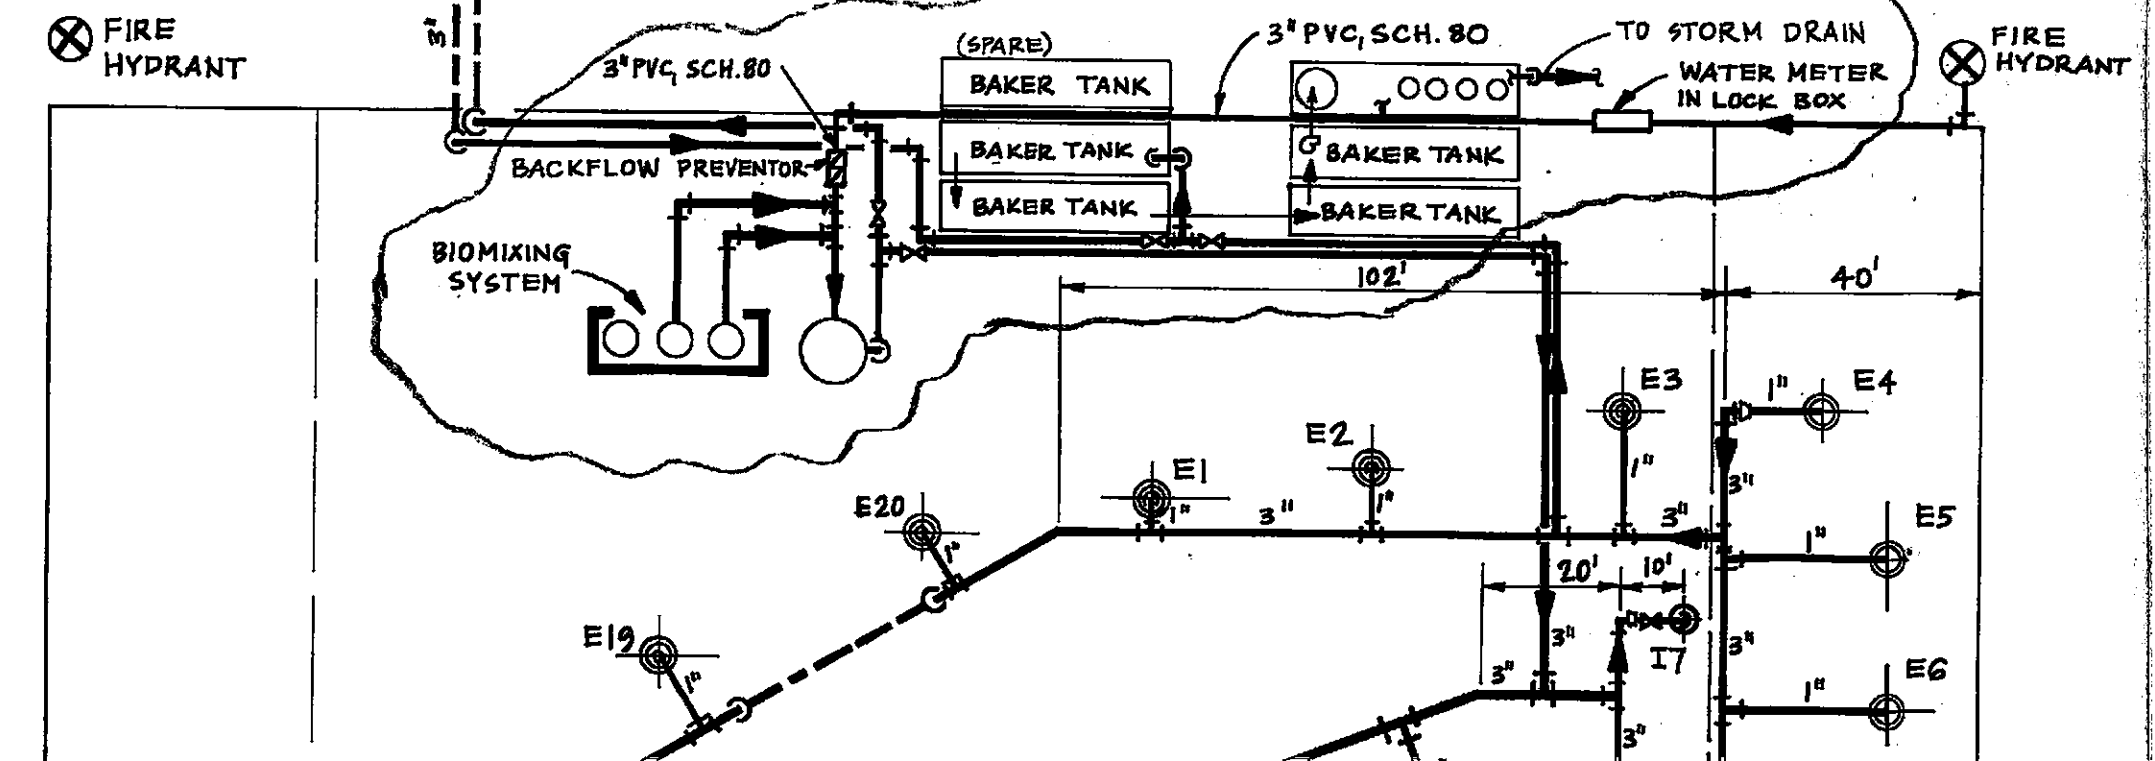 FIRE
HYDRANT
3"
3" PVC, SCH. 80
(SPARE)
BAKER TANK
3" PVC, SCH. 80
TO STORM DRAIN
WATER METER
IN LOCK BOX
FIRE
HYDRANT
BACKFLOW PREVENTOR
BAKER TANK
BAKER TANK
BAKER TANK
BAKER TANK
BIOMIXING
SYSTEM
102'
40'
E3
1"
E4
E2
1"
E1
1"
3"
1"
3"
3"
E20
1"
1"
E5
20'
10'
E19
1"
3"
I7
3"
3"
1"
E6
3"